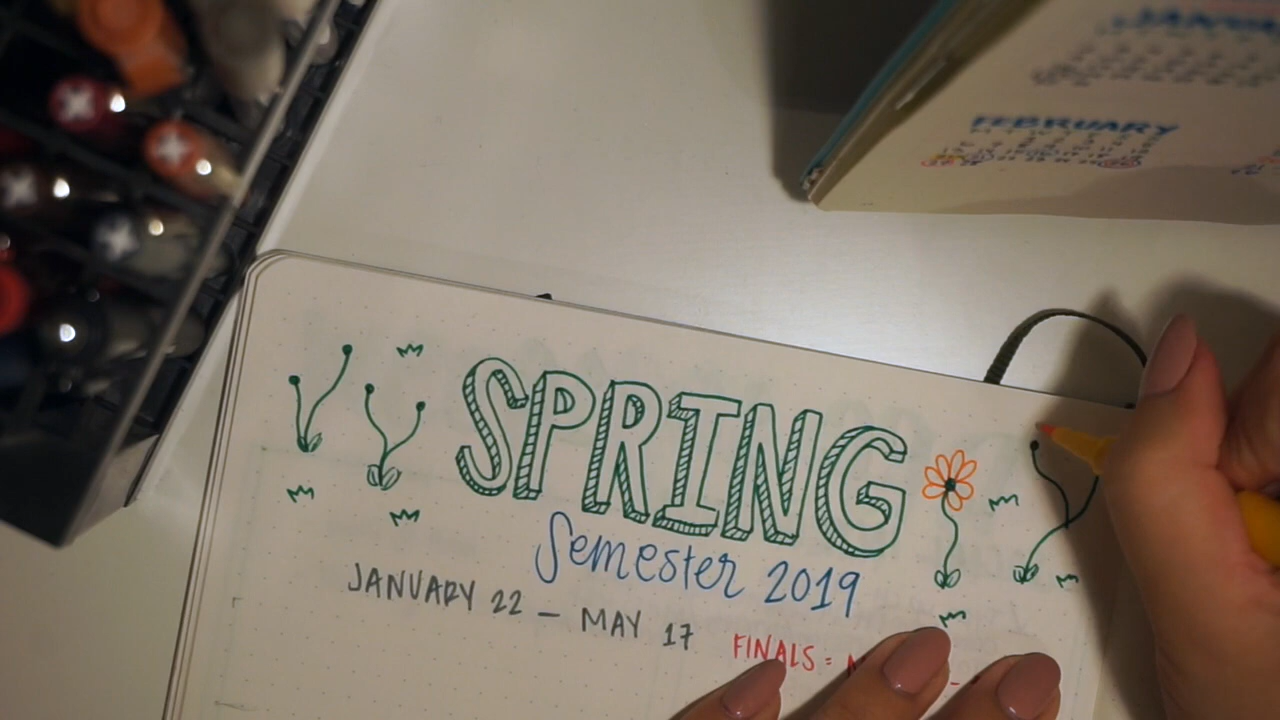 SPRING
Semester 2019
JANUARY 22 – MAY 17
FINALS :
FEBRUARY